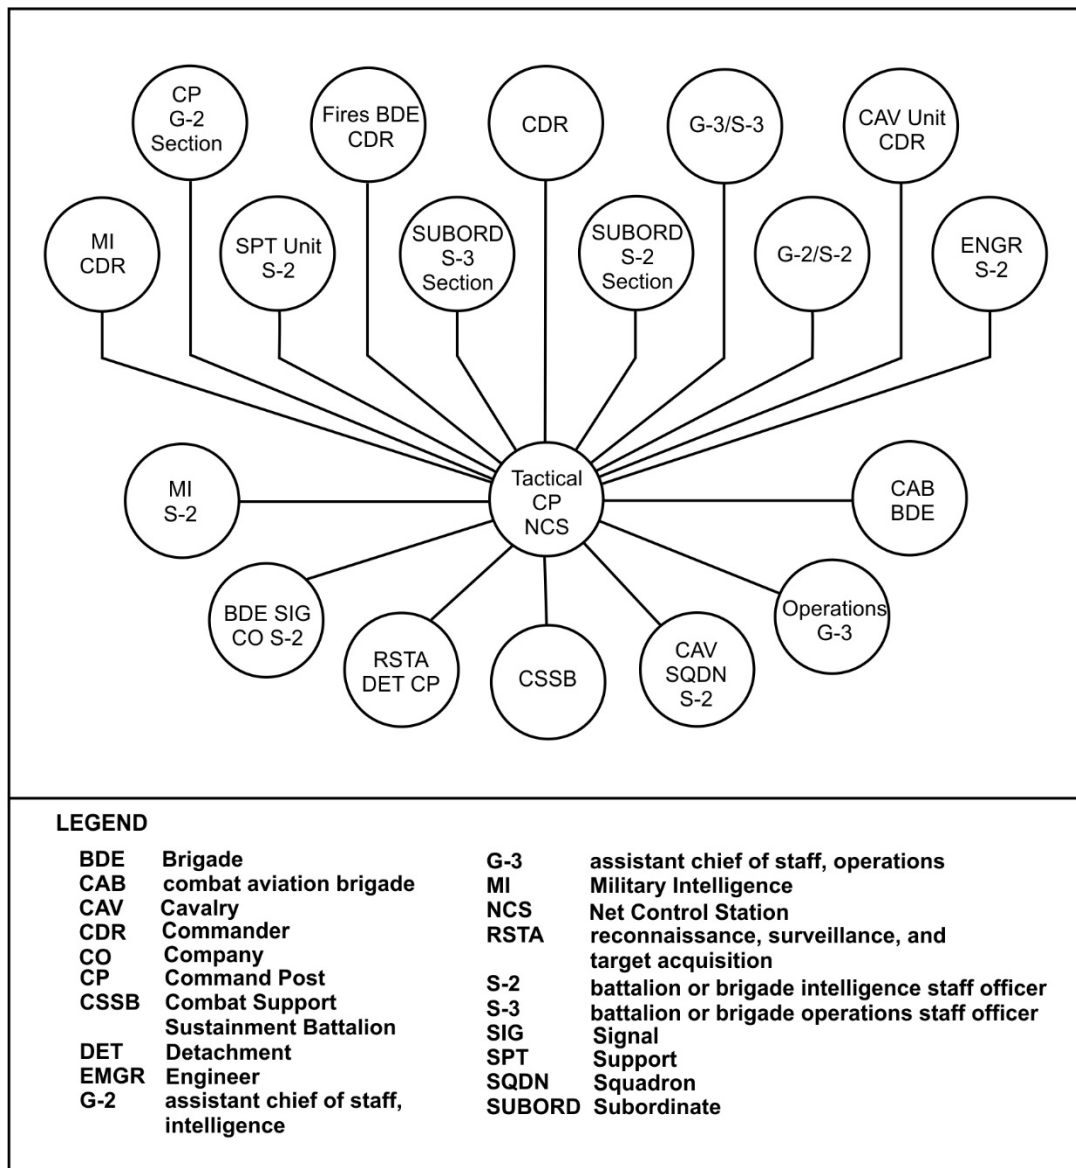 CP
G-2
Section
Fires BDE
CDR
CDR
G-3/S-3
CAV Unit
CDR
MI
CDR
SPT Unit
S-2
SUBORD
S-3
Section
SUBORD
S-2
Section
G-2/S-2
ENGR
S-2
MI
S-2
Tactical
CP
NCS
CAB
BDE
BDE SIG
CO S-2
RSTA
DET CP
CSSB
CAV
SQDN
S-2
Operations
G-3
LEGEND
BDE Brigade
CAB combat aviation brigade
CAV Cavalry
CDR Commander
CO Company
CP Command Post
CSSB Combat Support
Sustainment Battalion
DET Detachment
EMGR Engineer
G-2 assistant chief of staff,
intelligence
G-3 assistant chief of staff, operations
MI Military Intelligence
NCS Net Control Station
RSTA reconnaissance, surveillance, and
target acquisition
S-2 battalion or brigade intelligence staff officer
S-3 battalion or brigade operations staff officer
SIG Signal
SPT Support
SQDN Squadron
SUBORD Subordinate